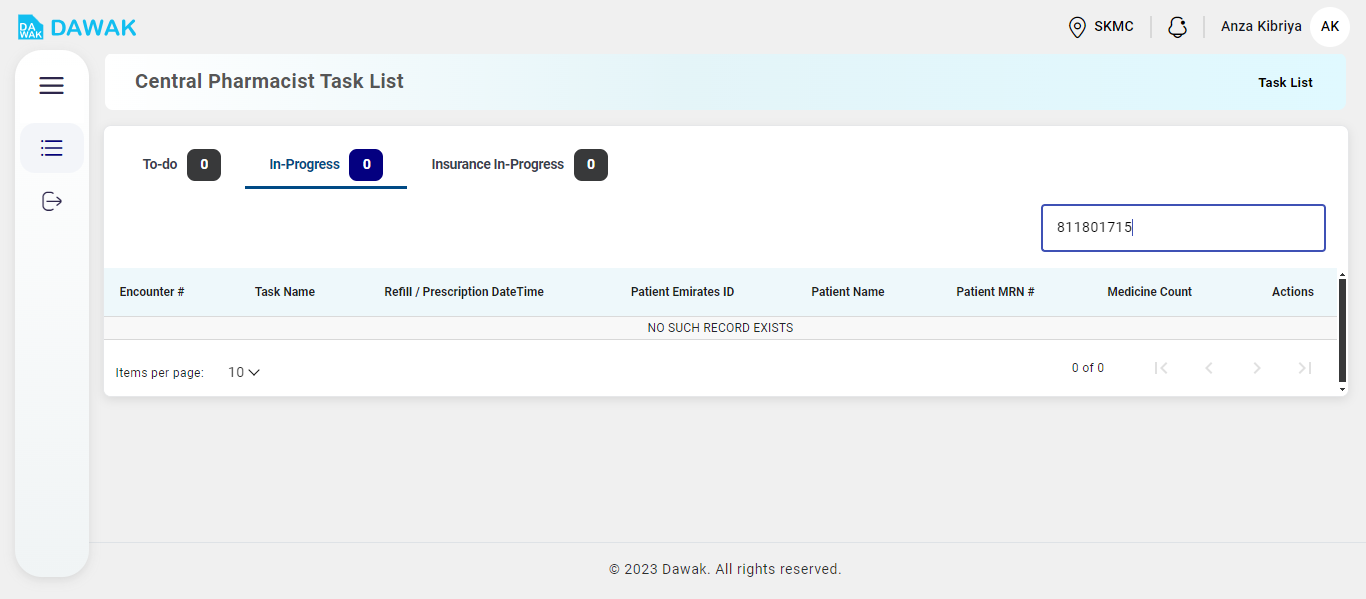 DA
WAK
DAWAK
SKMC
Anza Kibriya
AK
Central Pharmacist Task List
Task List
To-do 0
In-Progress 0
Insurance In-Progress 0
811801715
Encounter # Task Name Refill / Prescription DateTime Patient Emirates ID Patient Name Patient MRN # Medicine Count Actions
NO SUCH RECORD EXISTS
Items per page: 10
0 of 0
© 2023 Dawak. All rights reserved.